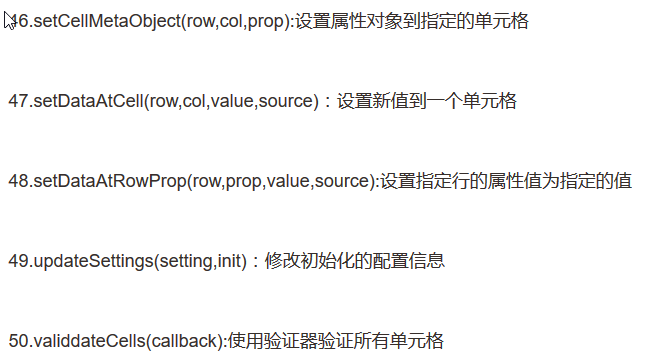 46.setCellMetaObject(row,col,prop):设置属性对象到指定的单元格
47.setDataAtCell(row,col,value,source)：设置新值到一个单元格
48.setDataAtRowProp(row,prop,value,source):设置指定行的属性值为指定的值
49.updateSettings(setting,init)：修改初始化的配置信息
50.validdateCells(callback):使用验证器验证所有单元格